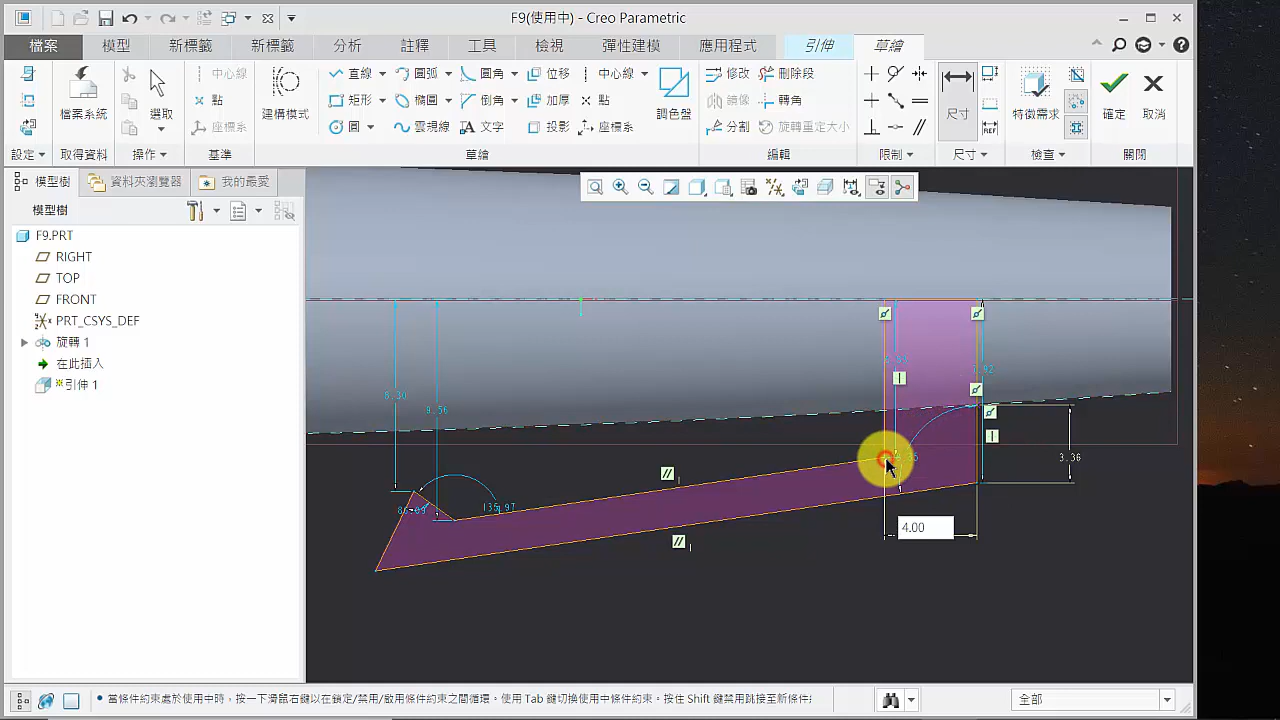 F9(使用中) - Creo Parametric
檔案 模型 新標籤 新標籤 分析 註釋 工具 檢視 彈性建模 應用程式 引伸 草繪
中心線 直線 圓弧 圓角 位移 中心線 修改 刪除段
點 矩形 橢圓 倒角 加厚 點 鏡像 轉角
座標系 圓 雲規線 文字 投影 座標系 分割 旋轉重定大小
檔案系統 選取 建構模式 調色盤 尺寸 特徵需求 確定 取消
設定 取得資料 操作 基準 草繪 編輯 限制 尺寸 檢查 關閉
模型樹 資料夾瀏覽器 我的最愛
模型樹
F9.PRT
RIGHT
TOP
FRONT
PRT_CSYS_DEF
旋轉 1
在此插入
引伸 1
8.30
9.56
135.97
3.36
4.00
當條件約束處於使用中時，按一下滑鼠右鍵以在鎖定/禁用/啟用條件約束之間循環。使用 Tab 鍵切換使用中條件約束。按住 Shift 鍵禁用鎖接至新條件
全部